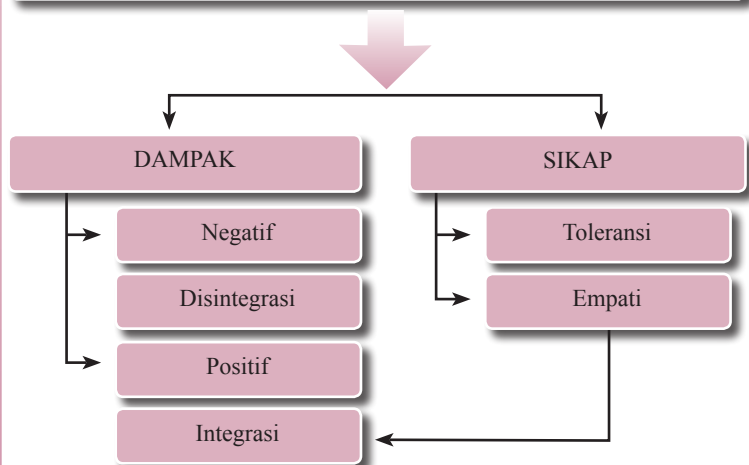 DAMPAK
Negatif
Disintegrasi
Positif
Integrasi
SIKAP
Toleransi
Empati